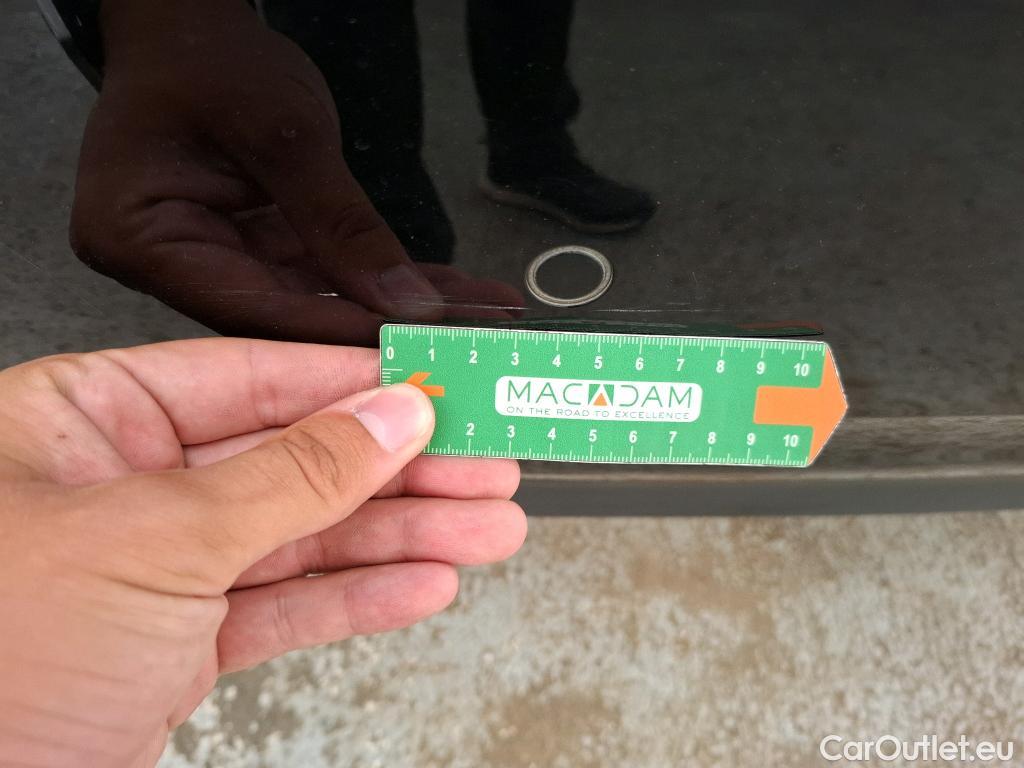 0 1 2 3 4 5 6 7 8 9 10
MACADAM
ON THE ROAD TO EXCELLENCE
2 3 4 5 6 7 8 9 10
CarOutlet.eu